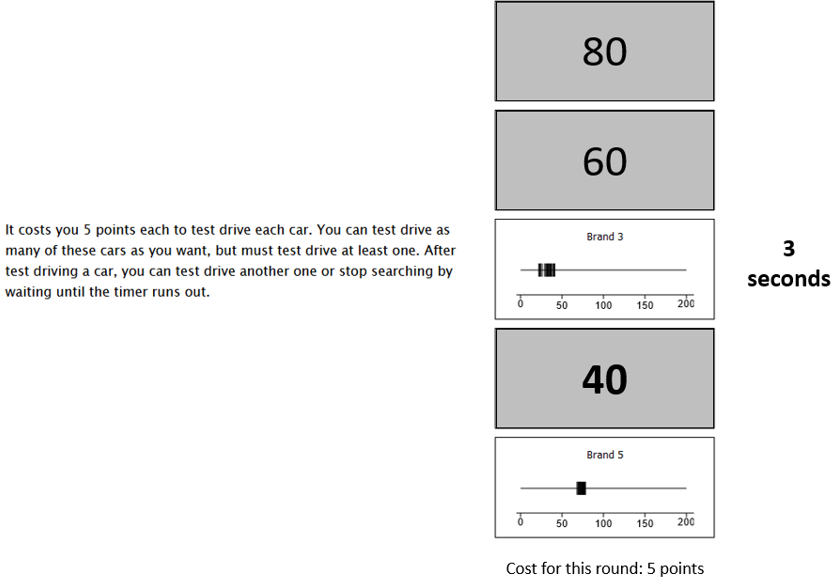 80
60
It costs you 5 points each to test drive each car. You can test drive as
many of these cars as you want, but must test drive at least one. After
test driving a car, you can test drive another one or stop searching by
waiting until the timer runs out.
Brand 3
0 50 100 150 200
3
seconds
40
Brand 5
0 50 100 150 200
Cost for this round: 5 points